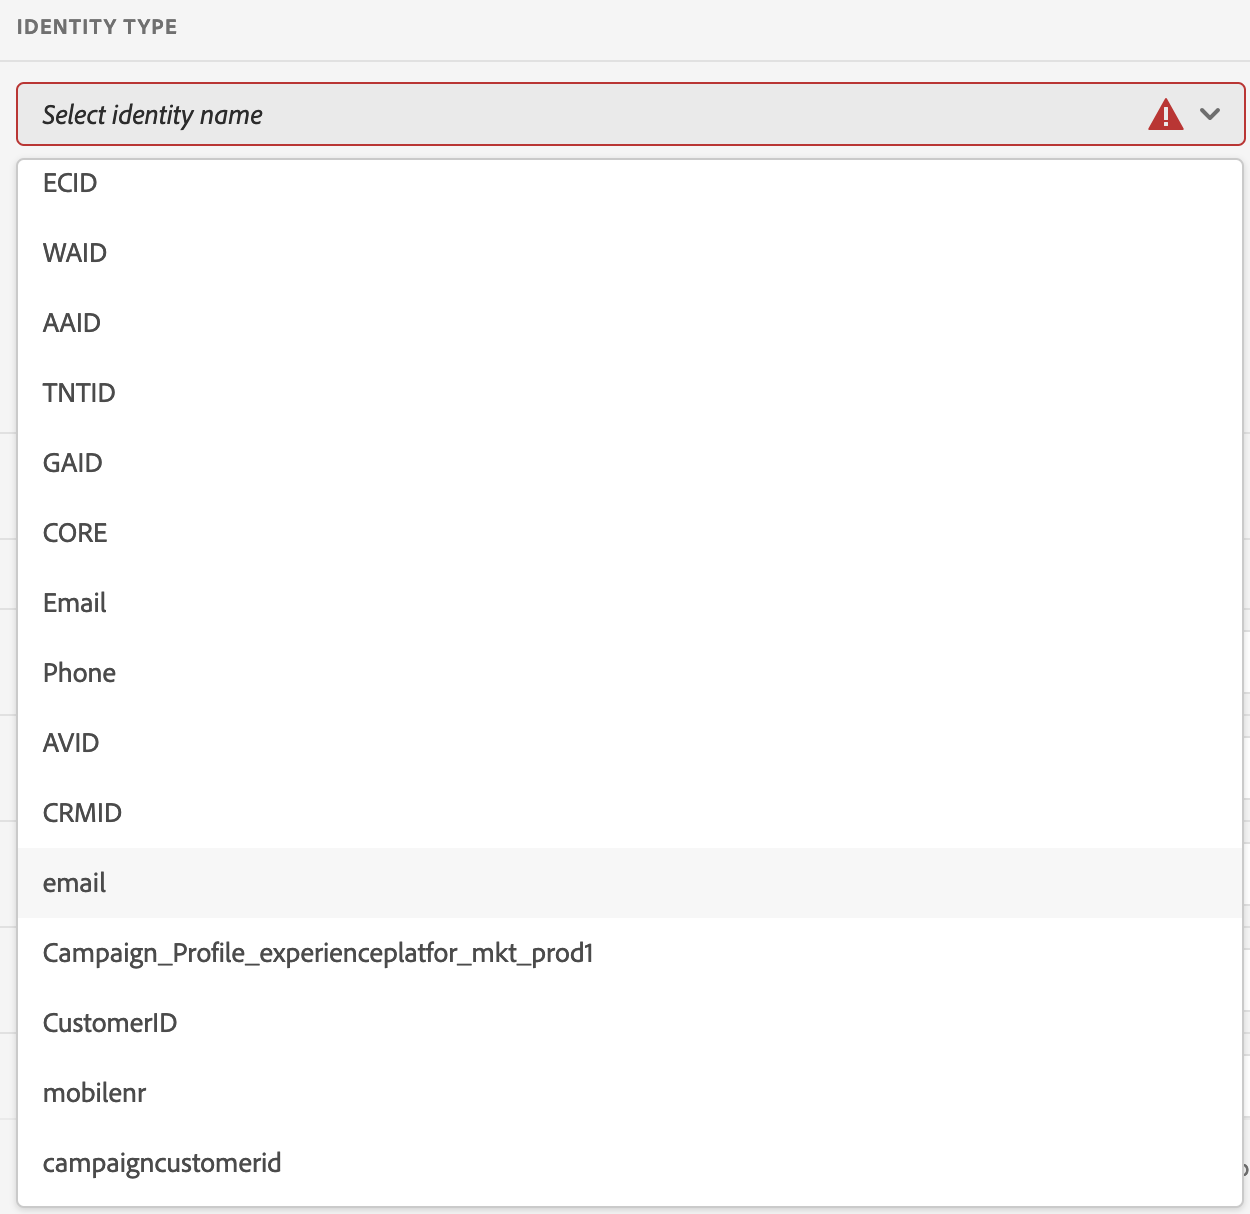 IDENTITY TYPE
Select identity name
ECID
WAID
AAID
TNTID
GAID
CORE
Email
Phone
AVID
CRMID
email
Campaign_Profile_experienceplatfor_mkt_prod1
CustomerID
mobilenr
campaigncustomerid